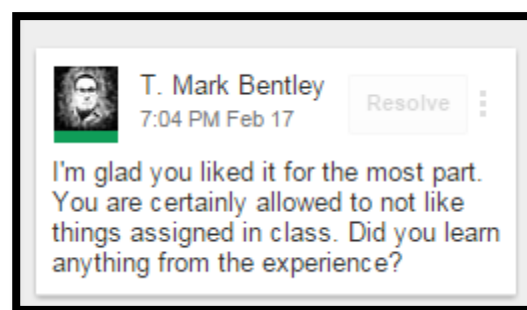 T. Mark Bentley
7:04 PM Feb 17
Resolve
I'm glad you liked it for the most part.
You are certainly allowed to not like
things assigned in class. Did you learn
anything from the experience?